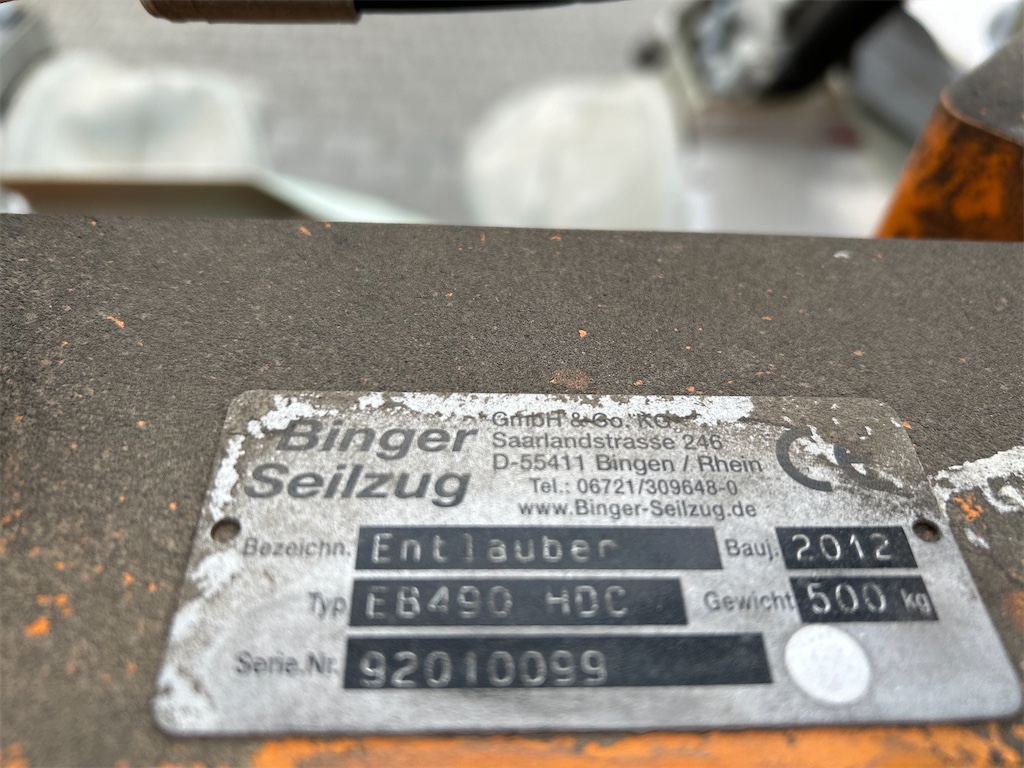 Binger
Seilzug
GmbH & Co. KG
Saarlandstrasse 246
D-55411 Bingen / Rhein
Tel.: 06721/309648-0
www.Binger-Seilzug.de
CE
Bezeichn. Entlauber Bauj. 2012
Typ EB490 HDC Gewicht 500 kg
Serie.Nr. 92010099